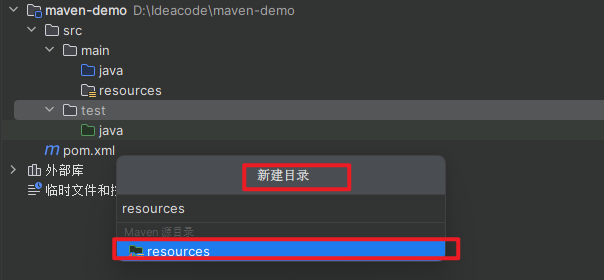 maven-demo D:\Ideacode\maven-demo
src
main
java
resources
test
java
pom.xml
外部库
临时文件和控
新建目录
resources
Maven 源目录
resources